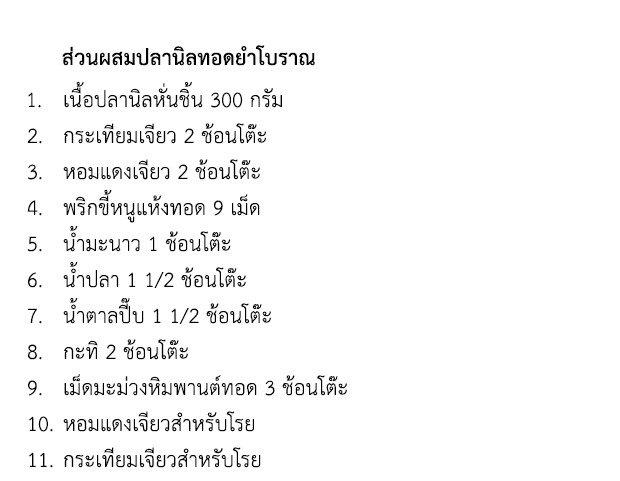 ส่วนผสมปลานิลทอดยำโบราณ
1. เนื้อปลานิลหั่นชิ้น 300 กรัม
2. กระเทียมเจียว 2 ช้อนโต๊ะ
3. หอมแดงเจียว 2 ช้อนโต๊ะ
4. พริกขี้หนูแห้งทอด 9 เม็ด
5. น้ำมะนาว 1 ช้อนโต๊ะ
6. น้ำปลา 1 1/2 ช้อนโต๊ะ
7. น้ำตาลปี๊บ 1 1/2 ช้อนโต๊ะ
8. กะทิ 2 ช้อนโต๊ะ
9. เม็ดมะม่วงหิมพานต์ทอด 3 ช้อนโต๊ะ
10. หอมแดงเจียวสำหรับโรย
11. กระเทียมเจียวสำหรับโรย